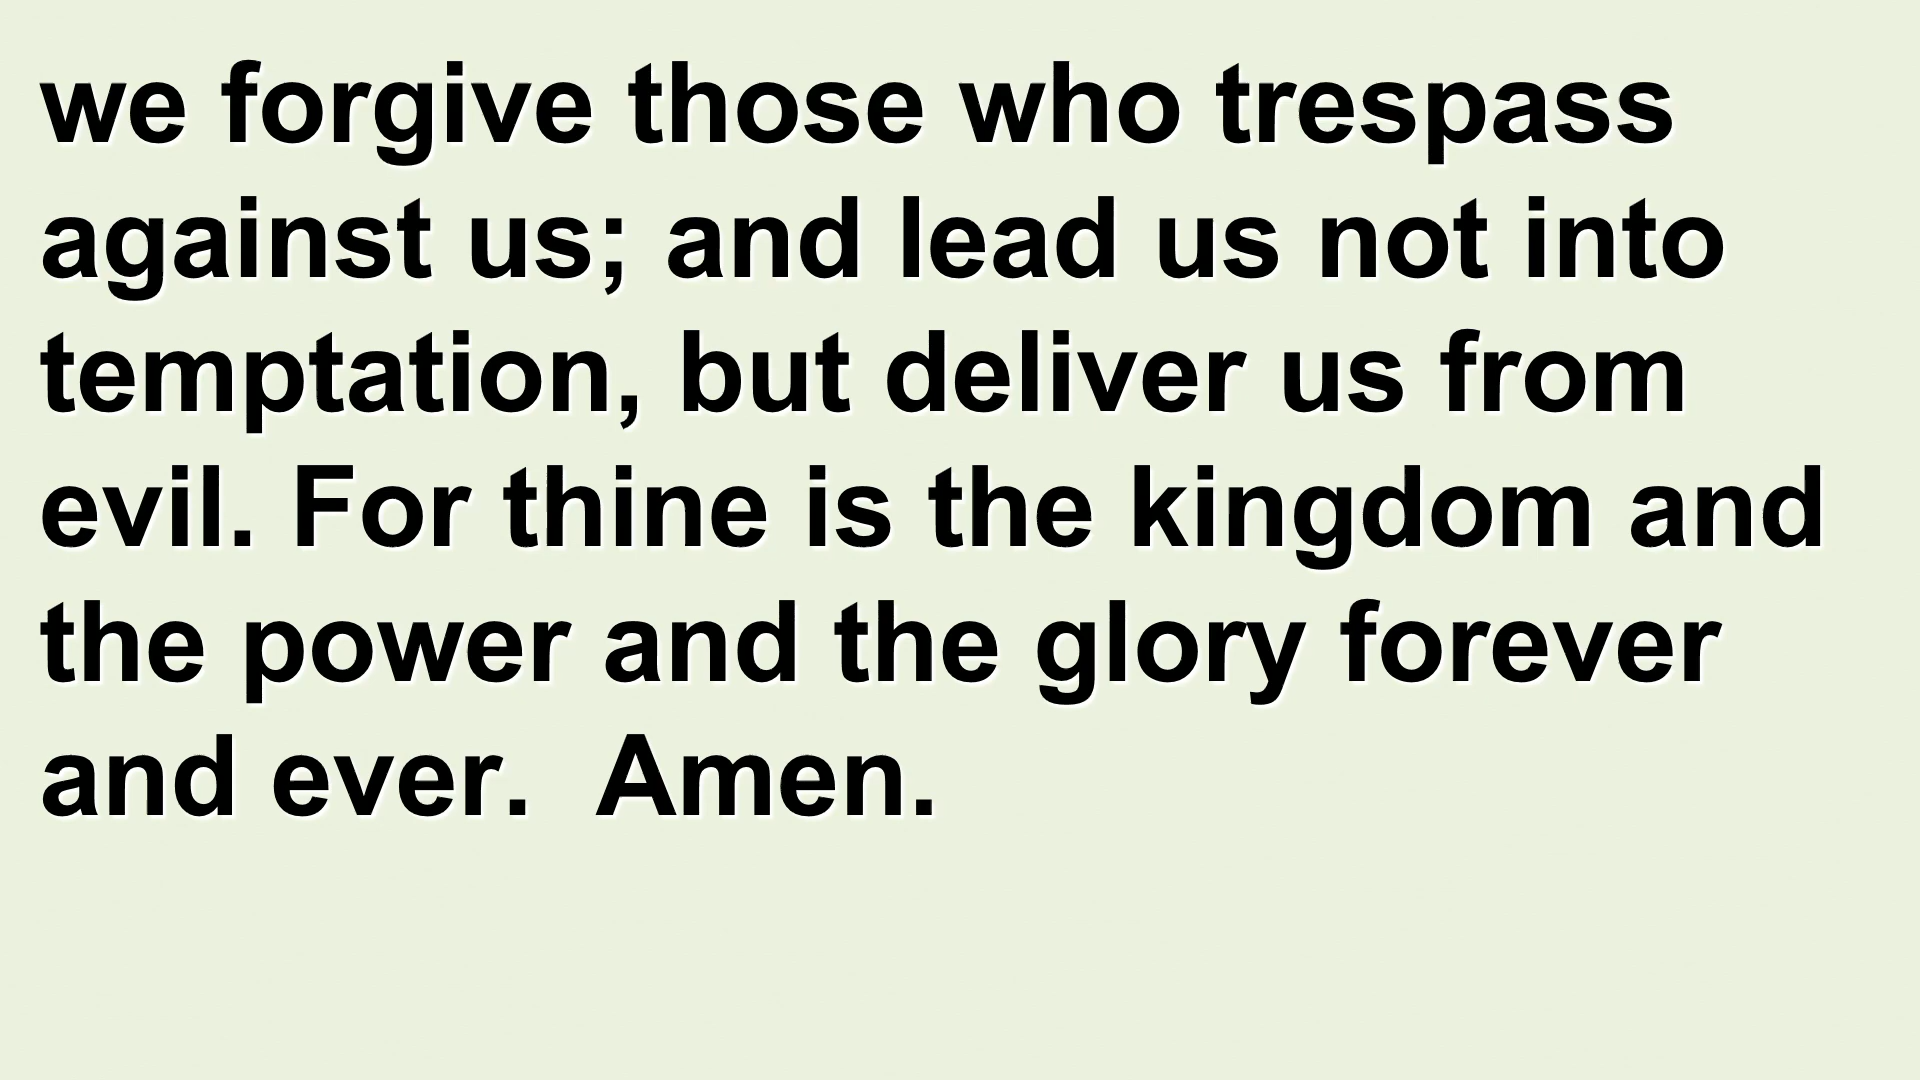 we forgive those who trespass
against us; and lead us not into
temptation, but deliver us from
evil. For thine is the kingdom and
the power and the glory forever
and ever.  Amen.